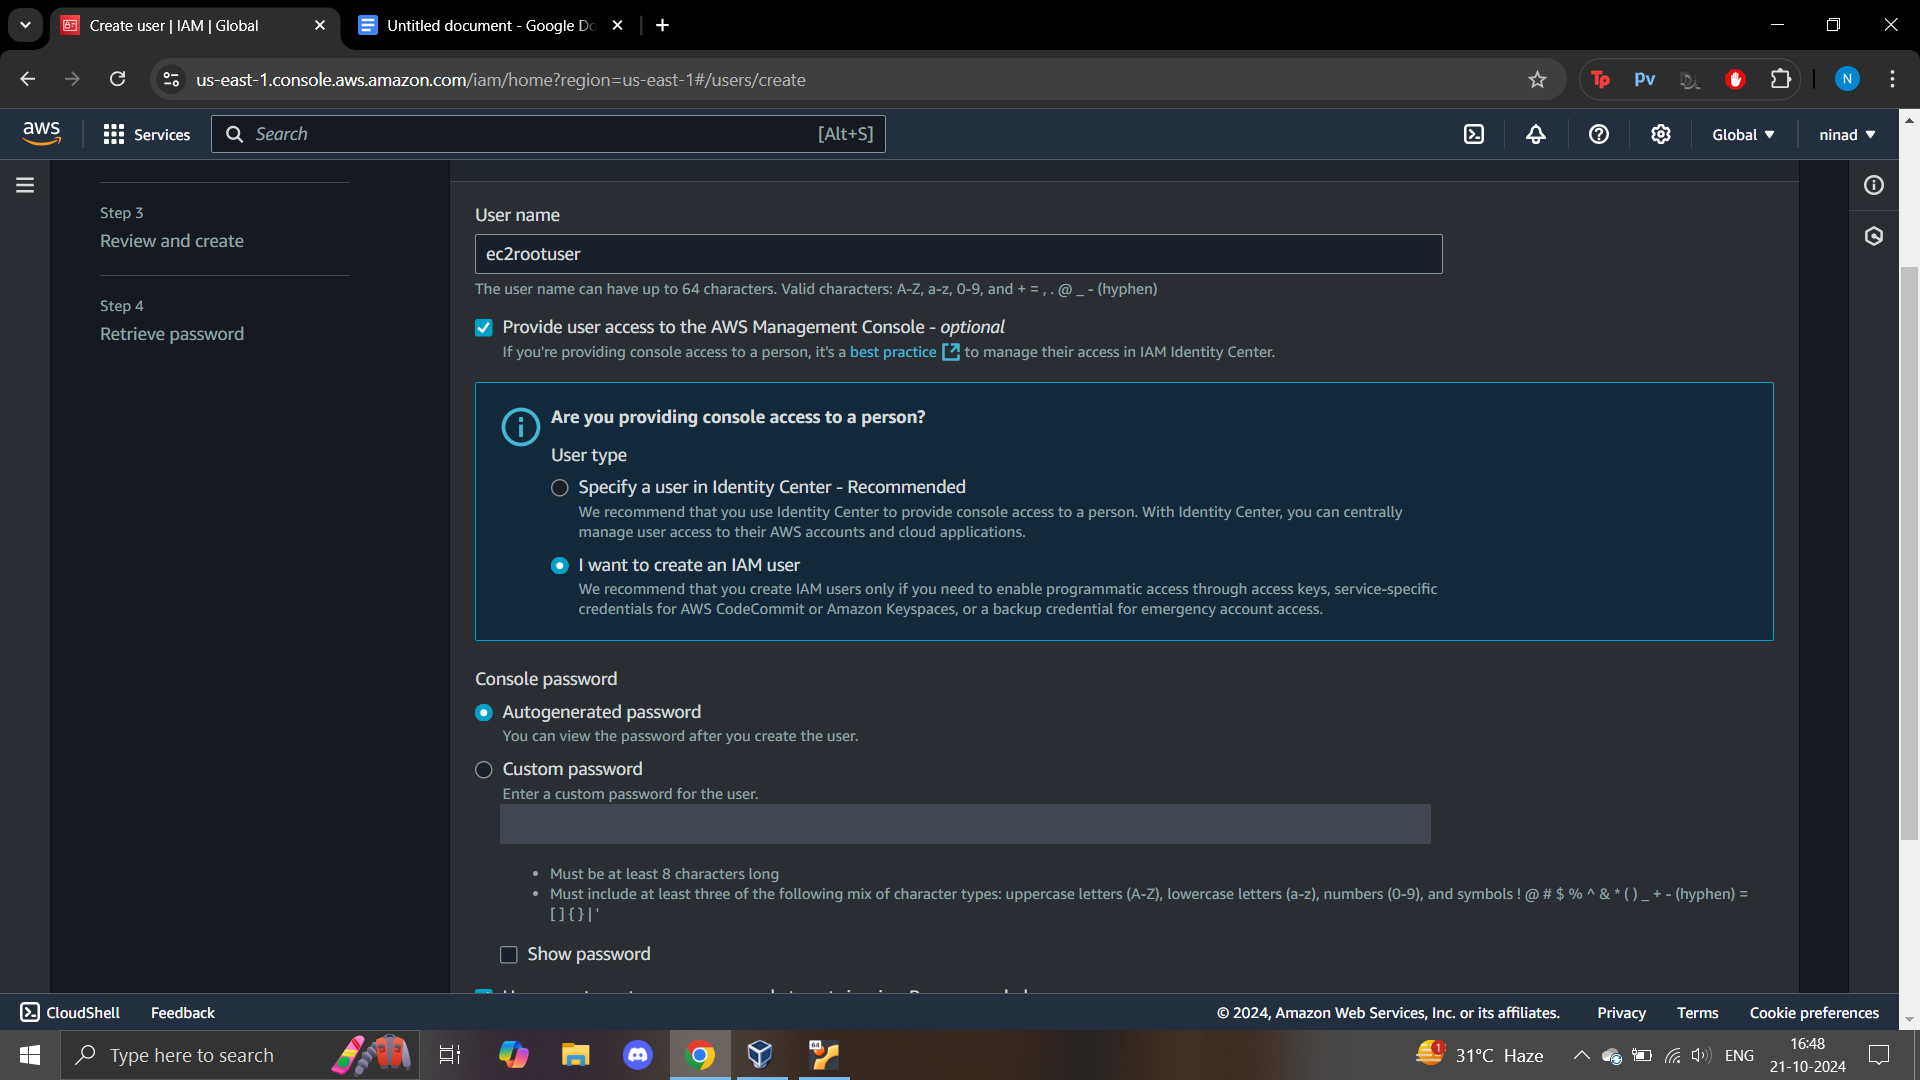 Create user | IAM | Global
Untitled document - Google Do
us-east-1.console.aws.amazon.com/iam/home?region=us-east-1#/users/create
Tp
Pv
N
aws
Services
Search
[Alt+S]
Global
ninad
Step 3
Review and create
Step 4
Retrieve password
User name
ec2rootuser
The user name can have up to 64 characters. Valid characters: A-Z, a-z, 0-9, and + = , . @ _ - (hyphen)
Provide user access to the AWS Management Console - optional
If you're providing console access to a person, it's a best practice to manage their access in IAM Identity Center.
Are you providing console access to a person?
User type
Specify a user in Identity Center - Recommended
We recommend that you use Identity Center to provide console access to a person. With Identity Center, you can centrally
manage user access to their AWS accounts and cloud applications.
I want to create an IAM user
We recommend that you create IAM users only if you need to enable programmatic access through access keys, service-specific
credentials for AWS CodeCommit or Amazon Keyspaces, or a backup credential for emergency account access.
Console password
Autogenerated password
You can view the password after you create the user.
Custom password
Enter a custom password for the user.
• Must be at least 8 characters long
• Must include at least three of the following mix of character types: uppercase letters (A-Z), lowercase letters (a-z), numbers (0-9), and symbols ! @ # $ % ^ & * ( ) _ + - (hyphen) =
[ ] { } | '
Show password
CloudShell
Feedback
© 2024, Amazon Web Services, Inc. or its affiliates.
Privacy
Terms
Cookie preferences
Type here to search
64
1
31°C Haze
ENG
16:48
21-10-2024